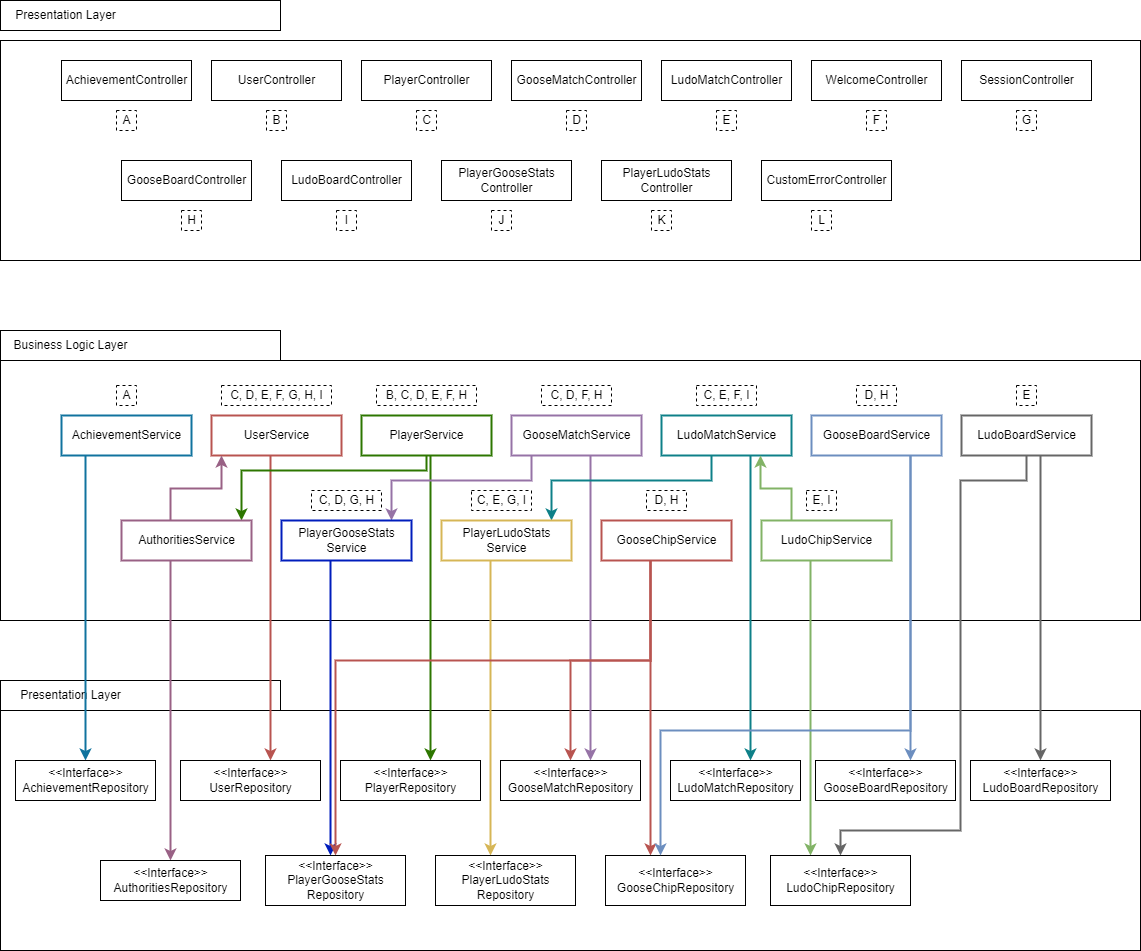 Presentation Layer
AchievementController
UserController
PlayerController
GooseMatchController
LudoMatchController
WelcomeController
SessionController
A
B
C
D
E
F
G
GooseBoardController
LudoBoardController
PlayerGooseStats
Controller
PlayerLudoStats
Controller
CustomErrorController
H
I
J
K
L
Business Logic Layer
A
C, D, E, F, G, H, I
B, C, D, E, F, H
C, D, F, H
C, E, F, I
D, H
E
AchievementService
UserService
PlayerService
GooseMatchService
LudoMatchService
GooseBoardService
LudoBoardService
C, D, G, H
C, E, G, I
D, H
E, I
AuthoritiesService
PlayerGooseStats
Service
PlayerLudoStats
Service
GooseChipService
LudoChipService
Presentation Layer
<<Interface>>
AchievementRepository
<<Interface>>
UserRepository
<<Interface>>
PlayerRepository
<<Interface>>
GooseMatchRepository
<<Interface>>
LudoMatchRepository
<<Interface>>
GooseBoardRepository
<<Interface>>
LudoBoardRepository
<<Interface>>
AuthoritiesRepository
<<Interface>>
PlayerGooseStats
Repository
<<Interface>>
PlayerLudoStats
Repository
<<Interface>>
GooseChipRepository
<<Interface>>
LudoChipRepository